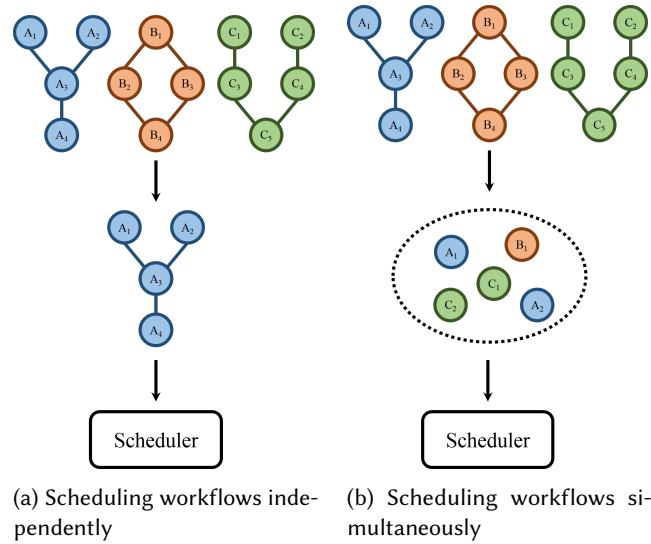 A₁ A₂ B₁ C₁ C₂
A₃ B₂ B₃ C₃ C₄
A₄ B₄ C₅
A₁ A₂
A₃
A₄
Scheduler
(a) Scheduling workflows inde-
pendently
A₁ A₂ B₁ C₁ C₂
A₃ B₂ B₃ C₃ C₄
A₄ B₄ C₅
A₁ B₁
C₁
C₂ A₂
Scheduler
(b) Scheduling workflows si-
multaneously